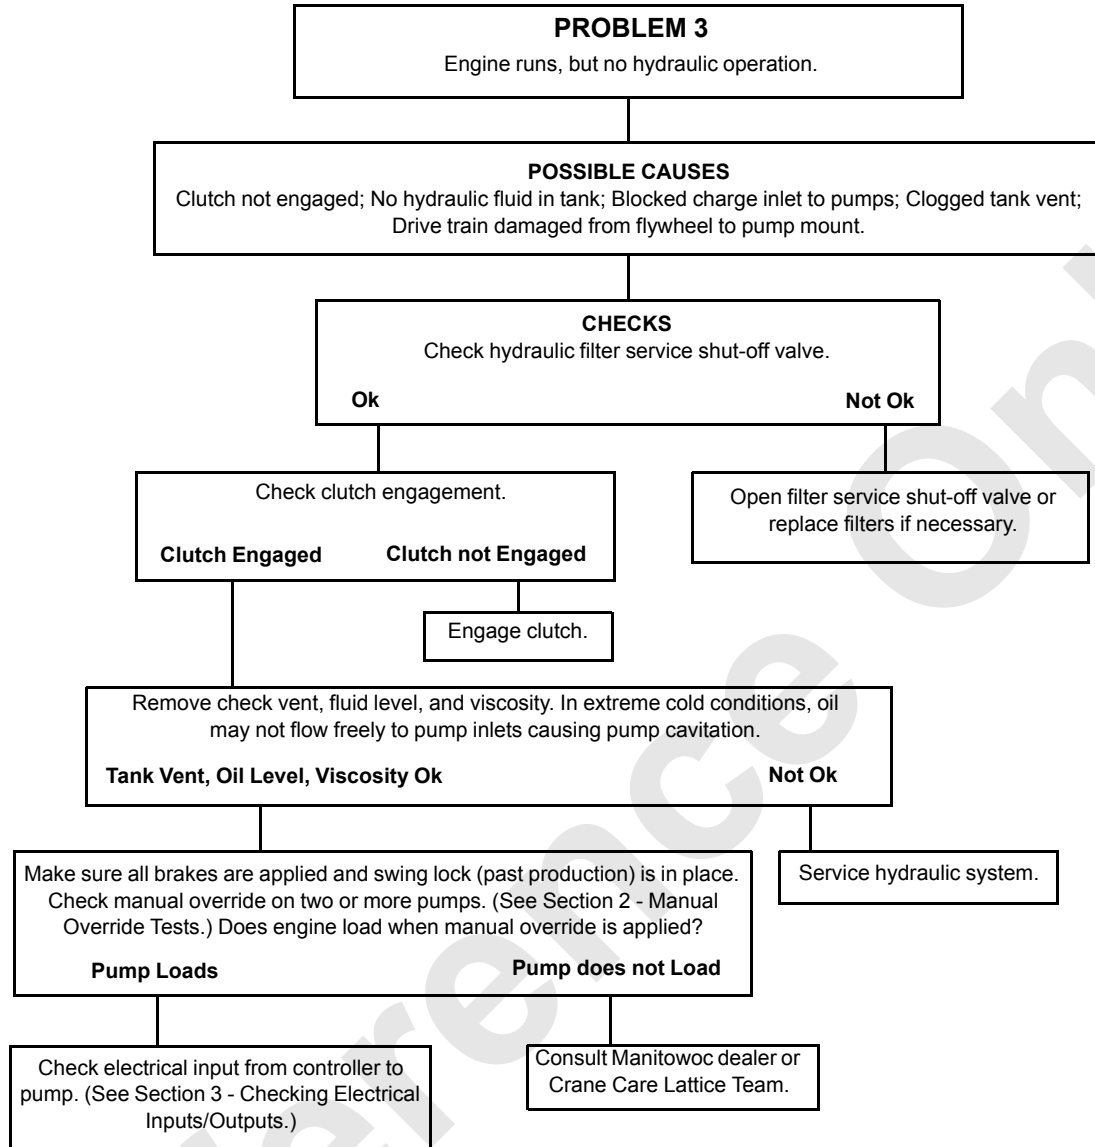 PROBLEM 3
Engine runs, but no hydraulic operation.
POSSIBLE CAUSES
Clutch not engaged; No hydraulic fluid in tank; Blocked charge inlet to pumps; Clogged tank vent;
Drive train damaged from flywheel to pump mount.
CHECKS
Check hydraulic filter service shut-off valve.
Ok
Not Ok
Check clutch engagement.
Clutch Engaged
Clutch not Engaged
Open filter service shut-off valve or
replace filters if necessary.
Engage clutch.
Remove check vent, fluid level, and viscosity. In extreme cold conditions, oil
may not flow freely to pump inlets causing pump cavitation.
Tank Vent, Oil Level, Viscosity Ok
Not Ok
Make sure all brakes are applied and swing lock (past production) is in place.
Check manual override on two or more pumps. (See Section 2 - Manual
Override Tests.) Does engine load when manual override is applied?
Pump Loads
Pump does not Load
Service hydraulic system.
Check electrical input from controller to
pump. (See Section 3 - Checking Electrical
Inputs/Outputs.)
Consult Manitowoc dealer or
Crane Care Lattice Team.